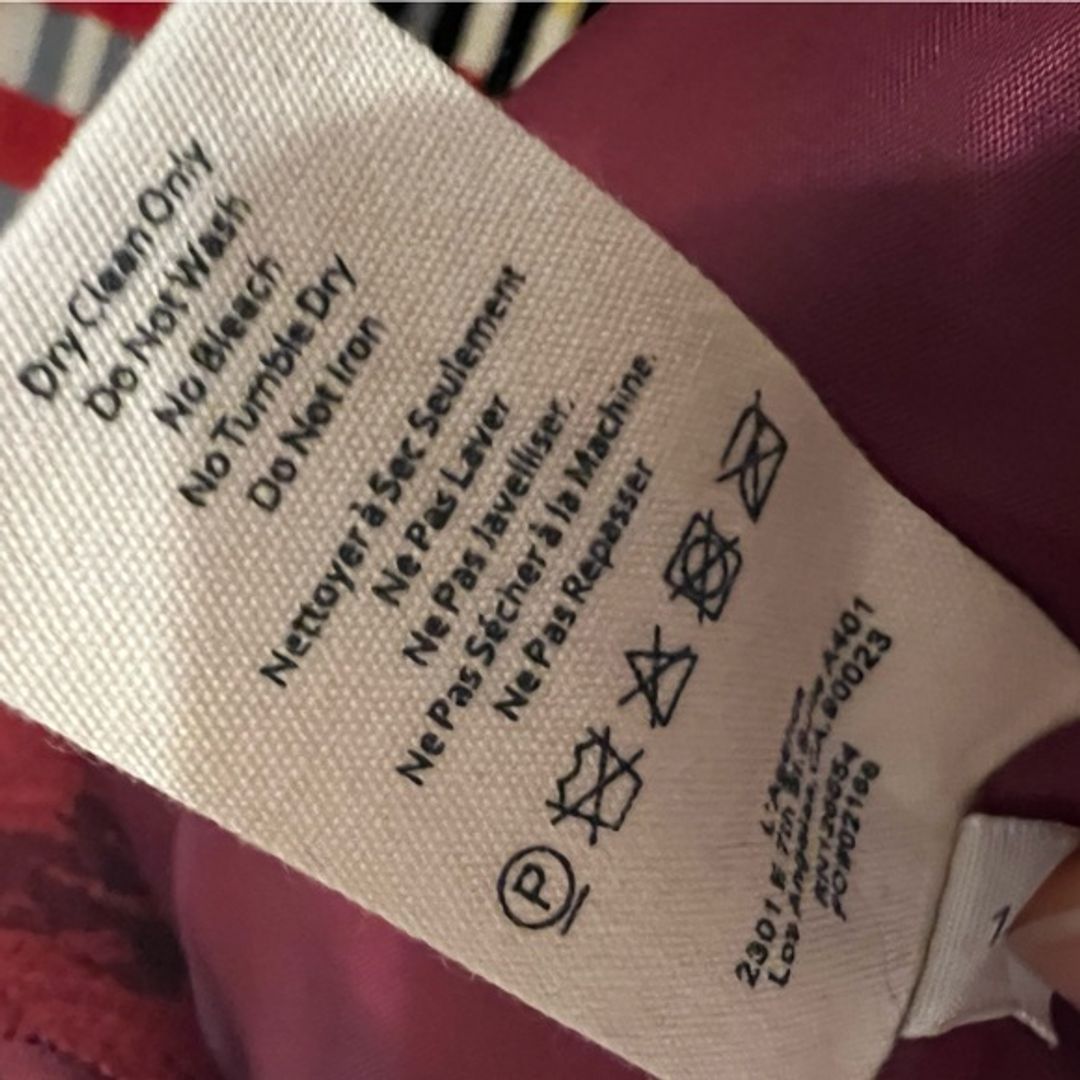 Dry Clean Only
Do Not Wash
No Bleach
No Tumble Dry
Do Not Iron
Nettoyer à Sec Seulement
Ne Pas Laver
Ne Pas Javelliser.
Ne Pas Sécher à la Machine.
Ne Pas Repasser
P
L'Agence
2301 E 7th St. A401
Los Angeles, CA, 90023
1